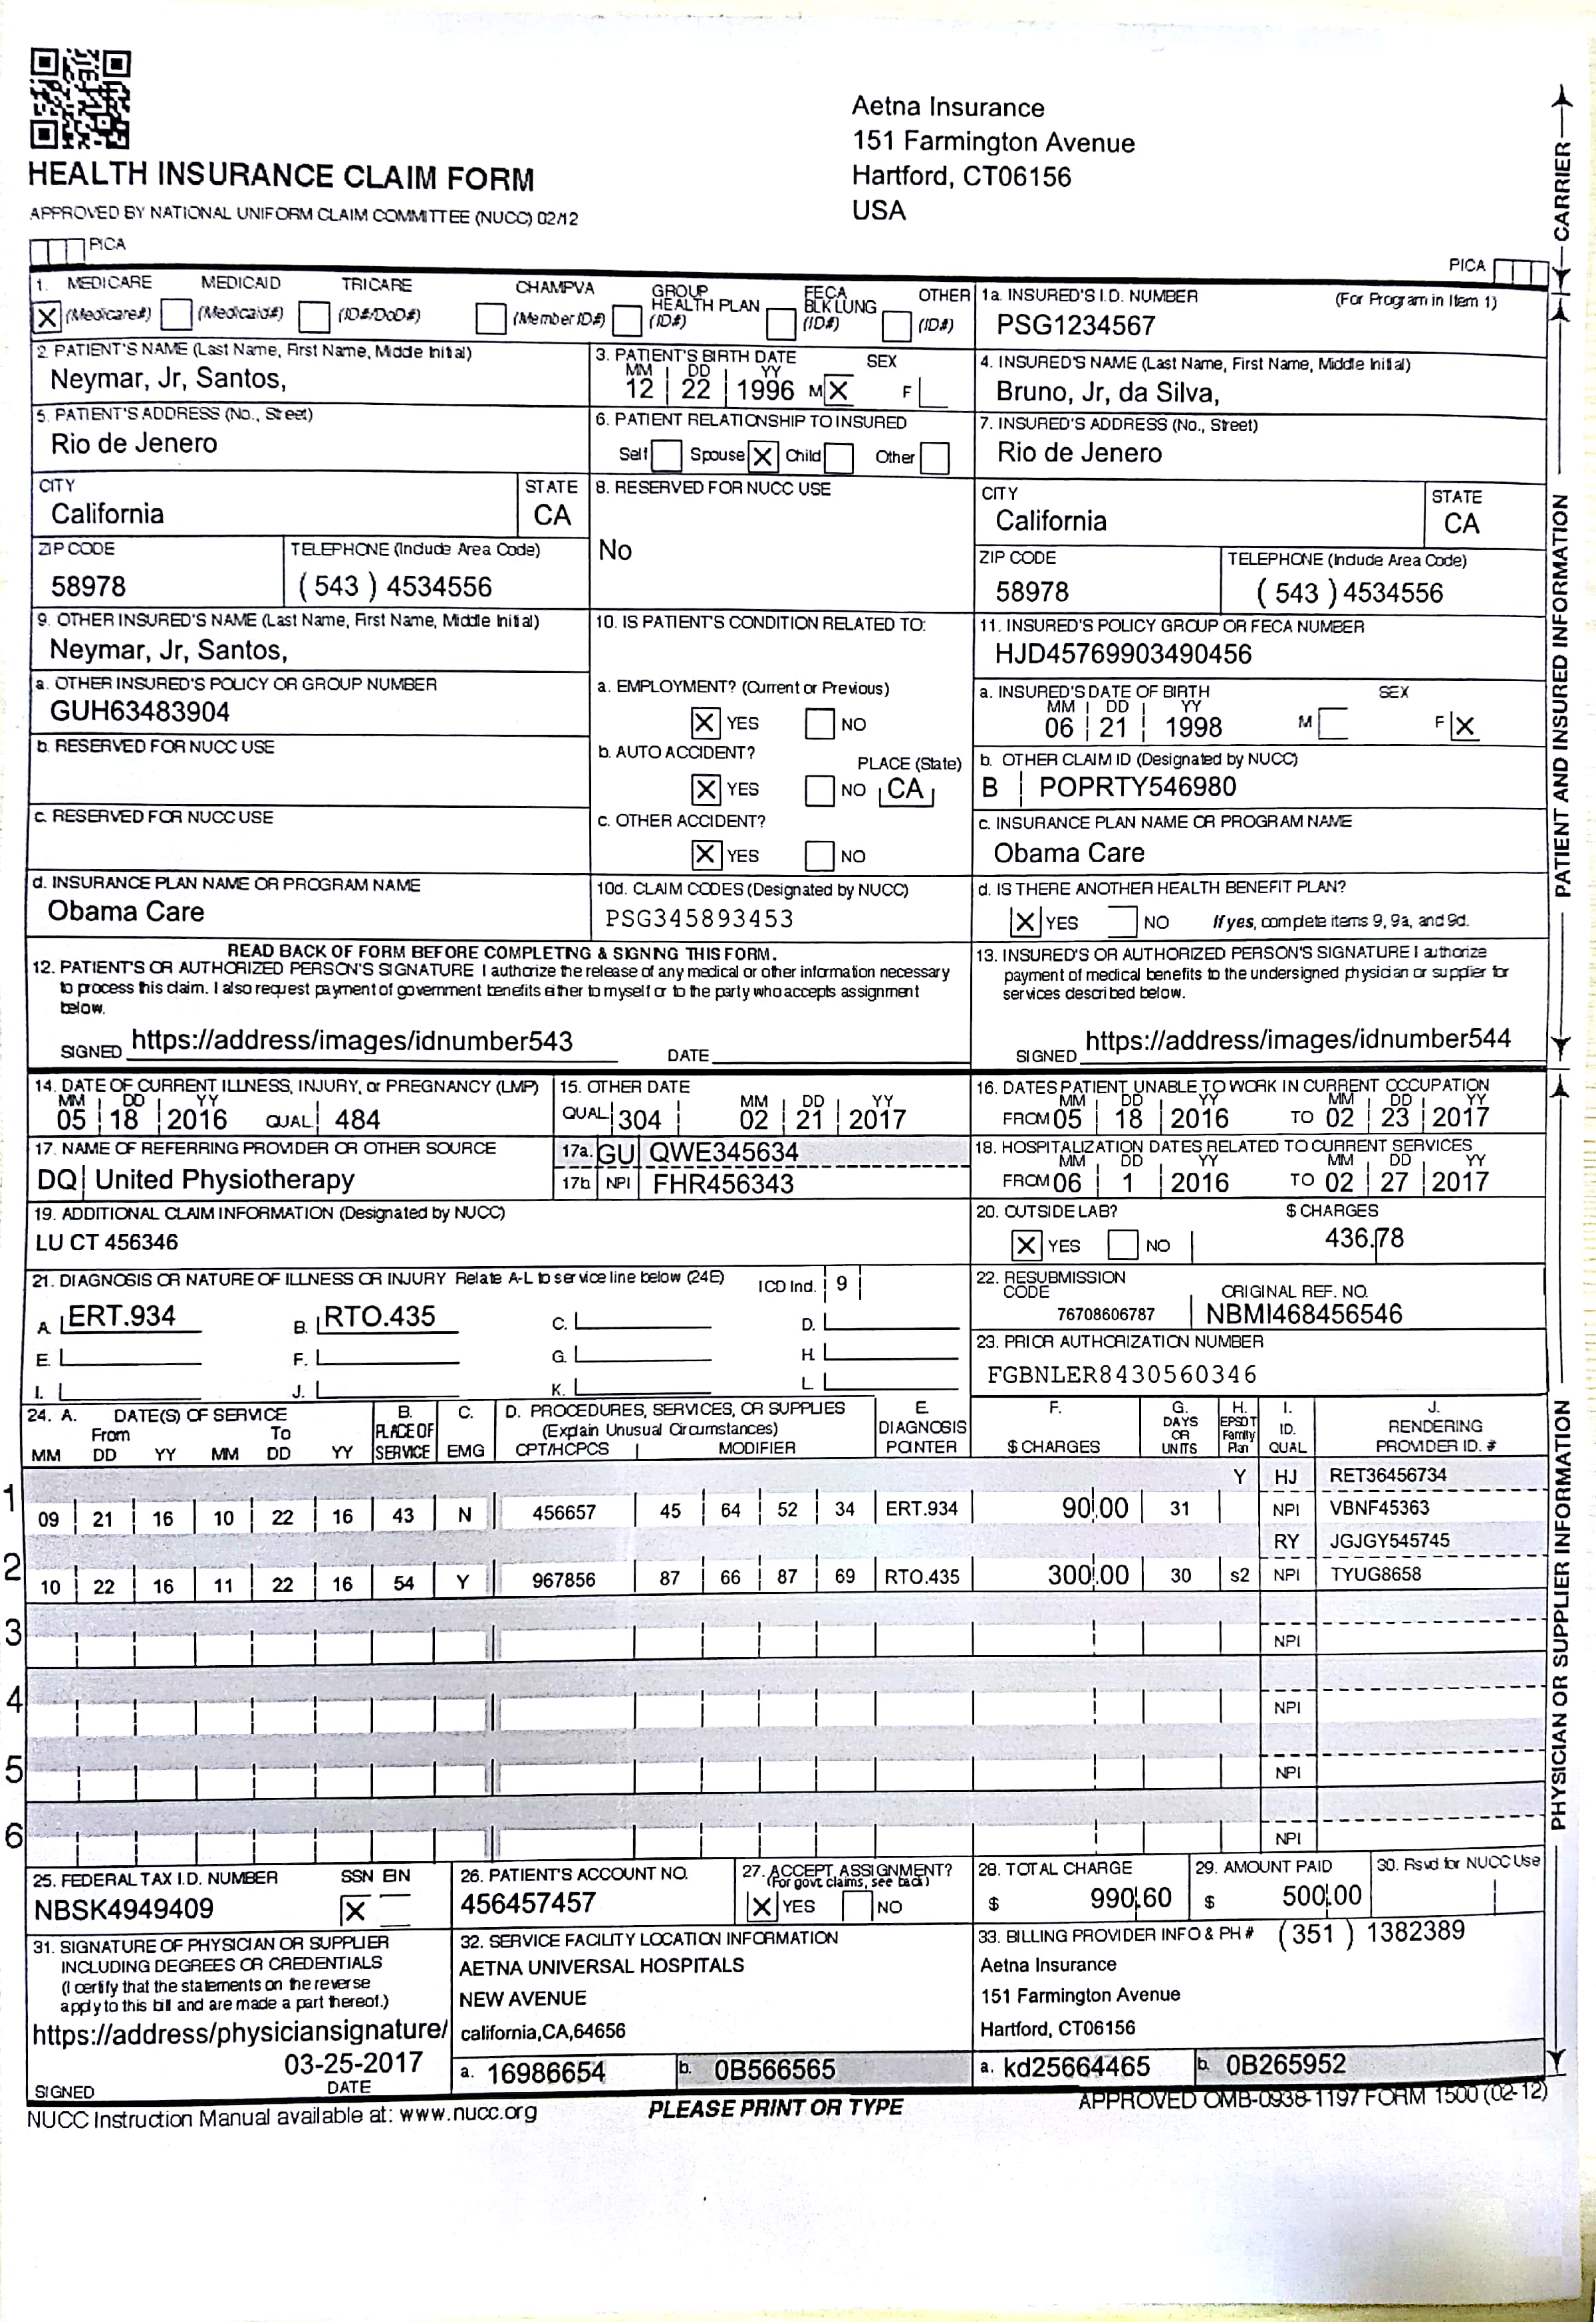 Aetna Insurance
151 Farmington Avenue
Hartford, CT06156
USA
HEALTH INSURANCE CLAIM FORM
APPROVED BY NATIONAL UNIFORM CLAIM COMMITTEE (NUCC) 02/12
PICA PICA
CARRIER
1. MEDICARE MEDICAID TRICARE CHAMPVA GROUP HEALTH PLAN FECA BLK LUNG OTHER
X (Medicare#) (Medicaid#) (ID#/DoD#) (Member ID#) (ID#) (ID#) (ID#)
1a. INSURED'S I.D. NUMBER (For Program in Item 1)
PSG1234567
2. PATIENT'S NAME (Last Name, First Name, Middle Initial)
Neymar, Jr, Santos,
3. PATIENT'S BIRTH DATE SEX
MM DD YY
12 22 1996 M X F
4. INSURED'S NAME (Last Name, First Name, Middle Initial)
Bruno, Jr, da Silva,
5. PATIENT'S ADDRESS (No., Street)
Rio de Jenero
6. PATIENT RELATIONSHIP TO INSURED
Self Spouse X Child Other
7. INSURED'S ADDRESS (No., Street)
Rio de Jenero
CITY STATE
California CA
8. RESERVED FOR NUCC USE
No
CITY STATE
California CA
ZIP CODE TELEPHONE (Include Area Code)
58978 ( 543 ) 4534556
ZIP CODE TELEPHONE (Include Area Code)
58978 ( 543 ) 4534556
9. OTHER INSURED'S NAME (Last Name, First Name, Middle Initial)
Neymar, Jr, Santos,
10. IS PATIENT'S CONDITION RELATED TO:
11. INSURED'S POLICY GROUP OR FECA NUMBER
HJD45769903490456
a. OTHER INSURED'S POLICY OR GROUP NUMBER
GUH63483904
a. EMPLOYMENT? (Current or Previous)
X YES NO
a. INSURED'S DATE OF BIRTH SEX
MM DD YY
06 21 1998 M F X
b. RESERVED FOR NUCC USE
b. AUTO ACCIDENT? PLACE (State)
X YES NO CA
b. OTHER CLAIM ID (Designated by NUCC)
B POPRTY546980
c. RESERVED FOR NUCC USE
c. OTHER ACCIDENT?
X YES NO
c. INSURANCE PLAN NAME OR PROGRAM NAME
Obama Care
d. INSURANCE PLAN NAME OR PROGRAM NAME
Obama Care
10d. CLAIM CODES (Designated by NUCC)
PSG345893453
d. IS THERE ANOTHER HEALTH BENEFIT PLAN?
X YES NO If yes, complete items 9, 9a, and 9d.
PATIENT AND INSURED INFORMATION
READ BACK OF FORM BEFORE COMPLETING & SIGNING THIS FORM.
12. PATIENT'S OR AUTHORIZED PERSON'S SIGNATURE I authorize the release of any medical or other information necessary
to process this claim. I also request payment of government benefits either to myself or to the party who accepts assignment
below.
SIGNED https://address/images/idnumber543 DATE
13. INSURED'S OR AUTHORIZED PERSON'S SIGNATURE I authorize
payment of medical benefits to the undersigned physician or supplier for
services described below.
SIGNED https://address/images/idnumber544
14. DATE OF CURRENT ILLNESS, INJURY, or PREGNANCY (LMP)
MM DD YY
05 18 2016 QUAL 484
15. OTHER DATE
QUAL 304 MM DD YY
02 21 2017
16. DATES PATIENT UNABLE TO WORK IN CURRENT OCCUPATION
MM DD YY MM DD YY
FROM 05 18 2016 TO 02 23 2017
17. NAME OF REFERRING PROVIDER OR OTHER SOURCE
DQ United Physiotherapy
17a. GU QWE345634
17b NPI FHR456343
18. HOSPITALIZATION DATES RELATED TO CURRENT SERVICES
MM DD YY MM DD YY
FROM 06 1 2016 TO 02 27 2017
19. ADDITIONAL CLAIM INFORMATION (Designated by NUCC)
LU CT 456346
20. OUTSIDE LAB? $ CHARGES
X YES NO 436.78
21. DIAGNOSIS OR NATURE OF ILLNESS OR INJURY Relate A-L to service line below (24E) ICD Ind. 9
A. ERT.934 B. RTO.435 C. D.
E. F. G. H.
I. J. K. L.
22. RESUBMISSION CODE ORIGINAL REF. NO.
76708606787 NBMI468456546
23. PRIOR AUTHORIZATION NUMBER
FGBNLER8430560346
24. A. DATE(S) OF SERVICE B. C. D. PROCEDURES, SERVICES, OR SUPPLIES E. F. G. H. I. J.
From To PLACE OF (Explain Unusual Circumstances) DIAGNOSIS DAYS OR EPSDT Family ID. RENDERING
MM DD YY MM DD YY SERVICE EMG CPT/HCPCS MODIFIER POINTER $ CHARGES UNITS Plan QUAL PROVIDER ID. #
1
Y HJ RET36456734
09 21 16 10 22 16 43 N 456657 45 64 52 34 ERT.934 90 00 31 NPI VBNF45363
2
RY JGJGY545745
10 22 16 11 22 16 54 Y 967856 87 66 87 69 RTO.435 300 00 30 s2 NPI TYUG8658
3 NPI
4 NPI
5 NPI
6 NPI
PHYSICIAN OR SUPPLIER INFORMATION
25. FEDERAL TAX I.D. NUMBER SSN EIN
NBSK4949409 X
26. PATIENT'S ACCOUNT NO.
456457457
27. ACCEPT ASSIGNMENT?
(For govt. claims, see back)
X YES NO
28. TOTAL CHARGE
$ 990 60
29. AMOUNT PAID
$ 500 00
30. Rsvd for NUCC Use
31. SIGNATURE OF PHYSICIAN OR SUPPLIER
INCLUDING DEGREES OR CREDENTIALS
(I certify that the statements on the reverse
apply to this bill and are made a part thereof.)
https://address/physiciansignature/
03-25-2017
SIGNED DATE
32. SERVICE FACILITY LOCATION INFORMATION
AETNA UNIVERSAL HOSPITALS
NEW AVENUE
california,CA,64656
a. 16986654 b. 0B566565
33. BILLING PROVIDER INFO & PH # ( 351 ) 1382389
Aetna Insurance
151 Farmington Avenue
Hartford, CT06156
a. kd25664465 b. 0B265952
NUCC Instruction Manual available at: www.nucc.org
PLEASE PRINT OR TYPE
APPROVED OMB-0938-1197 FORM 1500 (02-12)